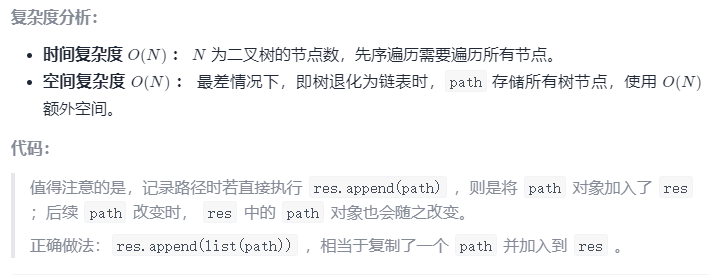 复杂度分析：
• 时间复杂度 O(N) ： N 为二叉树的节点数，先序遍历需要遍历所有节点。
• 空间复杂度 O(N) ： 最差情况下，即树退化为链表时， path 存储所有树节点，使用 O(N)
额外空间。
代码：
值得注意的是，记录路径时若直接执行 res.append(path) ，则是将 path 对象加入了 res
；后续 path 改变时， res 中的 path 对象也会随之改变。
正确做法： res.append(list(path)) ，相当于复制了一个 path 并加入到 res 。